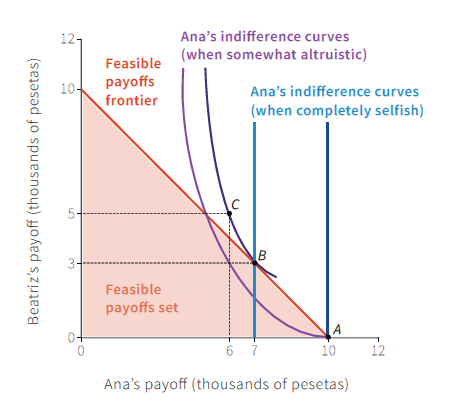 Ana's indifference curves
(when somewhat altruistic)
Feasible
payoffs
frontier
Ana's indifference curves
(when completely selfish)
Beatriz's payoff (thousands of pesetas)
12
10
5
3
0
C
B
A
Feasible
payoffs set
0
6
7
10
12
Ana's payoff (thousands of pesetas)